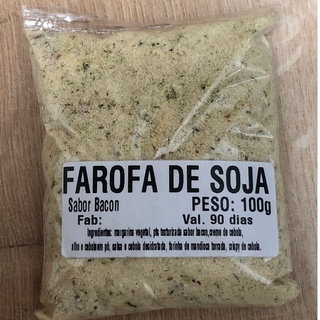 FAROFA DE SOJA
Sabor Bacon PESO: 100g
Fab: Val. 90 dias
Ingredientes: margarina vegetal, pts texturizada sabor bacon, creme de cebola,
alho e cebola em pó, salsa e cebola desidratada, farinha de mandioca torrada, crispy de cebola.